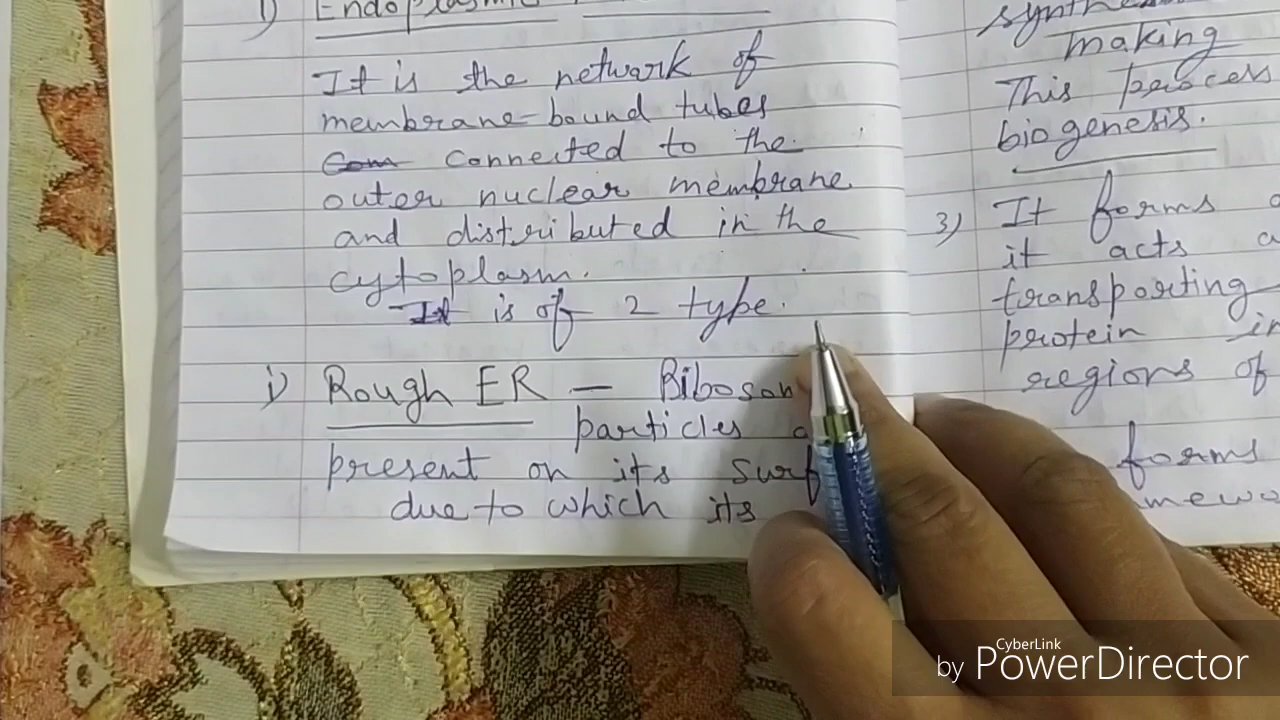 1) Endoplasmic
It is the network of
membrane-bound tubes
Com connected to the
outer nuclear membrane
and distributed in the
cytoplasm.
It is of 2 type.
i) Rough ER — Riboson
particles
present on its surf
due to which its
making
This process
biogenesis.
3) It forms
it acts
transporting
protein in
regions of
forms
CyberLink
by PowerDirector